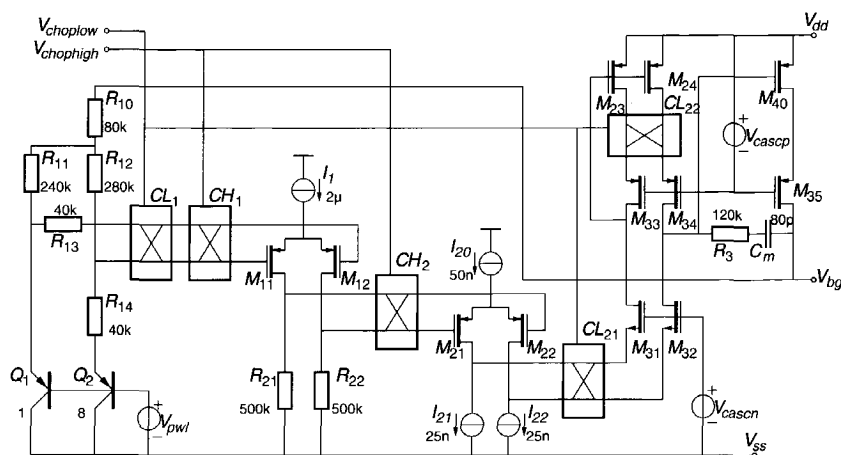 Vchoplow
Vchophigh
Vdd
R10
80k
R11
240k
R12
280k
40k
R13
CL1
CH1
I1
2μ
M11
M12
CH2
I20
50n
M21
M22
CL21
M23
M24
CL22
M40
Vcascp
+
−
M33
M34
M35
120k
R3
80p
Cm
Vbg
M31
M32
R14
40k
Q1
1
Q2
8
Vpwl
+
−
R21
500k
R22
500k
I21
25n
I22
25n
Vcascn
+
−
Vss